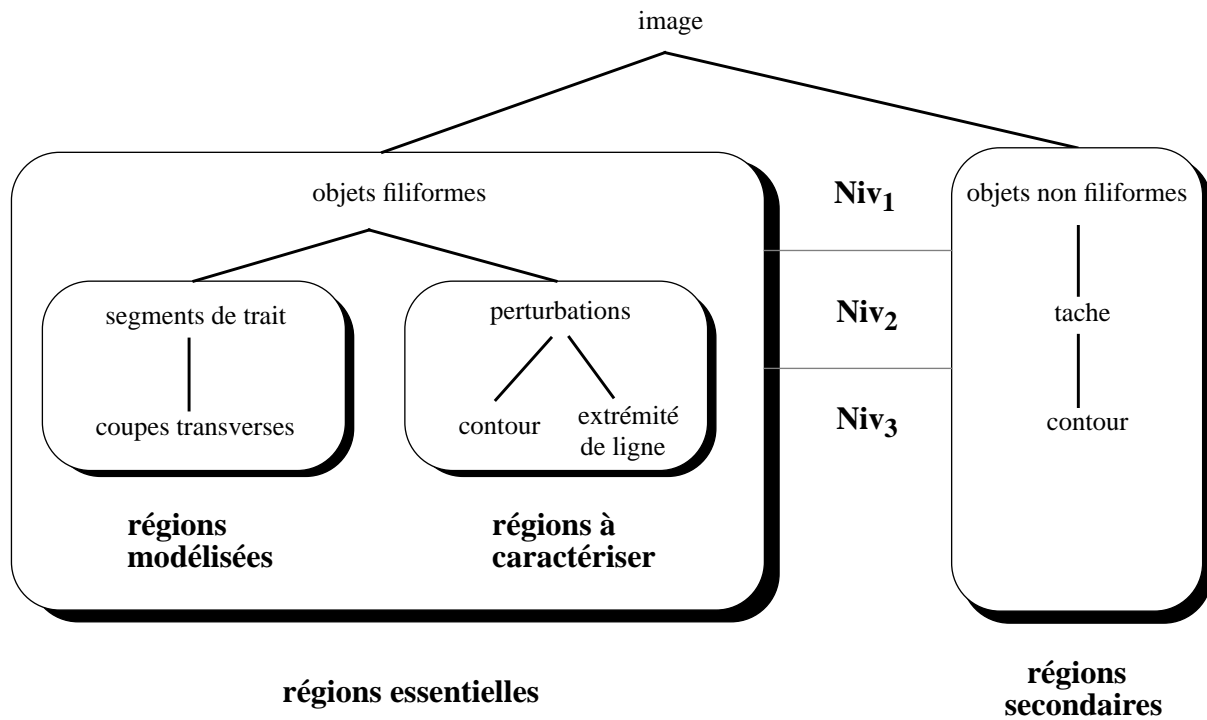 image
objets filiformes
Niv1
objets non filiformes
segments de trait
perturbations
Niv2
tache
coupes transverses
contour
extrémité
de ligne
Niv3
contour
régions
modélisées
régions à
caractériser
régions essentielles
régions
secondaires